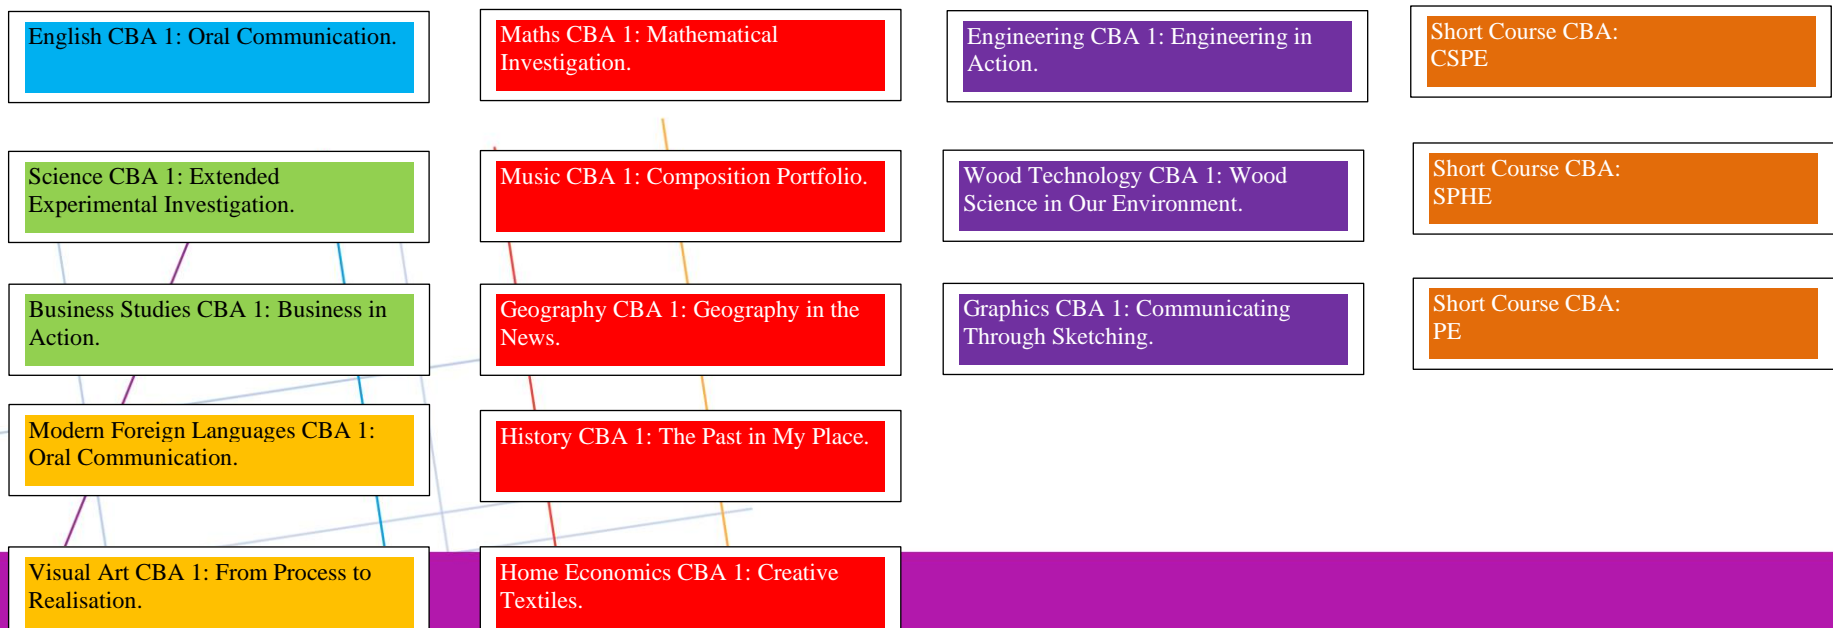 English CBA 1: Oral Communication.
Maths CBA 1: Mathematical
Investigation.
Engineering CBA 1: Engineering in
Action.
Short Course CBA:
CSPE
Science CBA 1: Extended
Experimental Investigation.
Music CBA 1: Composition Portfolio.
Wood Technology CBA 1: Wood
Science in Our Environment.
Short Course CBA:
SPHE
Business Studies CBA 1: Business in
Action.
Geography CBA 1: Geography in the
News.
Graphics CBA 1: Communicating
Through Sketching.
Short Course CBA:
PE
Modern Foreign Languages CBA 1:
Oral Communication.
History CBA 1: The Past in My Place.
Visual Art CBA 1: From Process to
Realisation.
Home Economics CBA 1: Creative
Textiles.